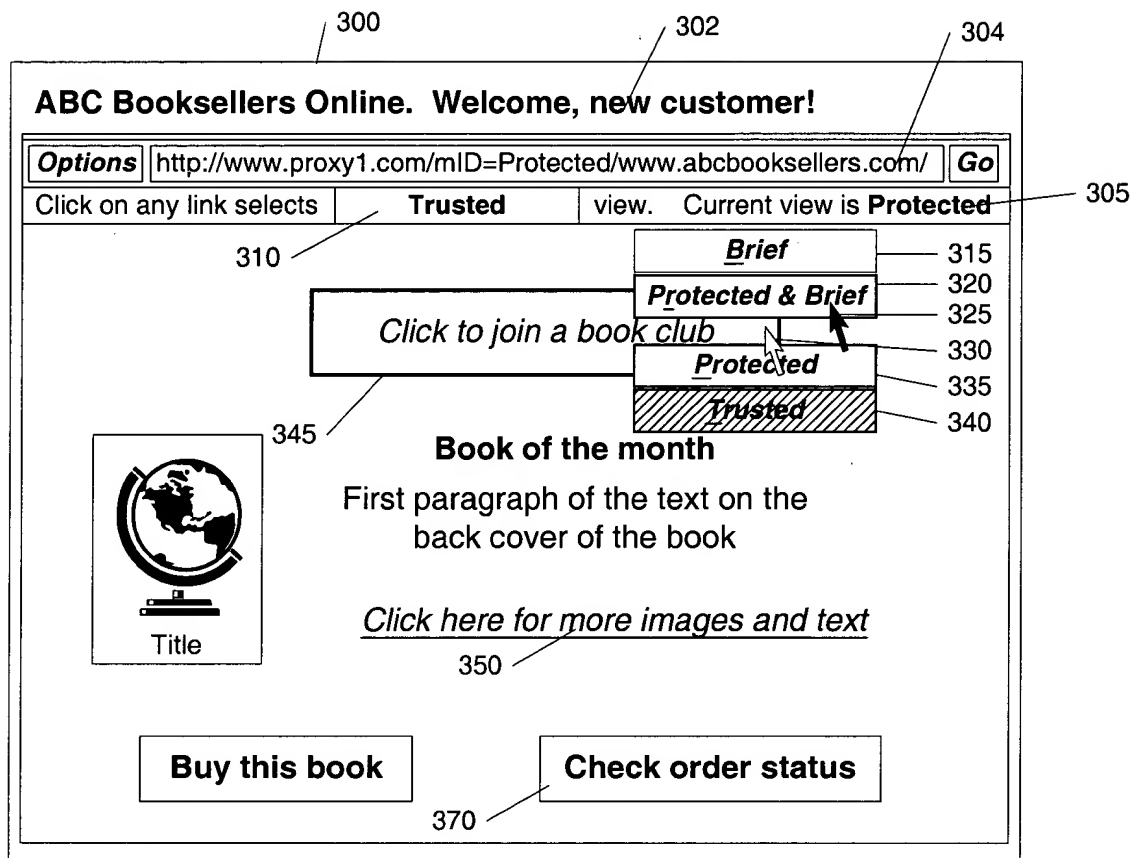 300 302 304
ABC Booksellers Online. Welcome, new customer!
Options http://www.proxy1.com/mID=Protected/www.abcbooksellers.com/ Go
Click on any link selects Trusted view. Current view is Protected 305
310 Brief 315
Protected & Brief 320
325
Click to join a book club 330
Protected 335
345 Trusted 340
Book of the month
First paragraph of the text on the
back cover of the book
Title
Click here for more images and text
350
Buy this book Check order status
370